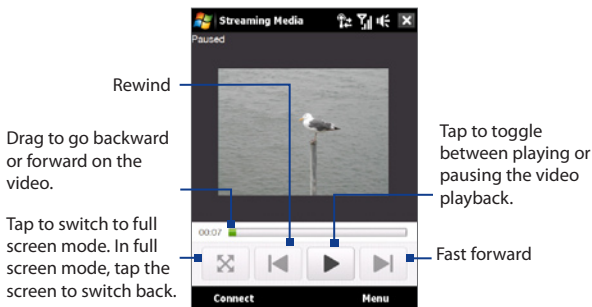 Streaming Media
Paused
Rewind
Drag to go backward
or forward on the
video.
Tap to switch to full
screen mode. In full
screen mode, tap the
screen to switch back.
Tap to toggle
between playing or
pausing the video
playback.
00:07
Fast forward
Connect
Menu